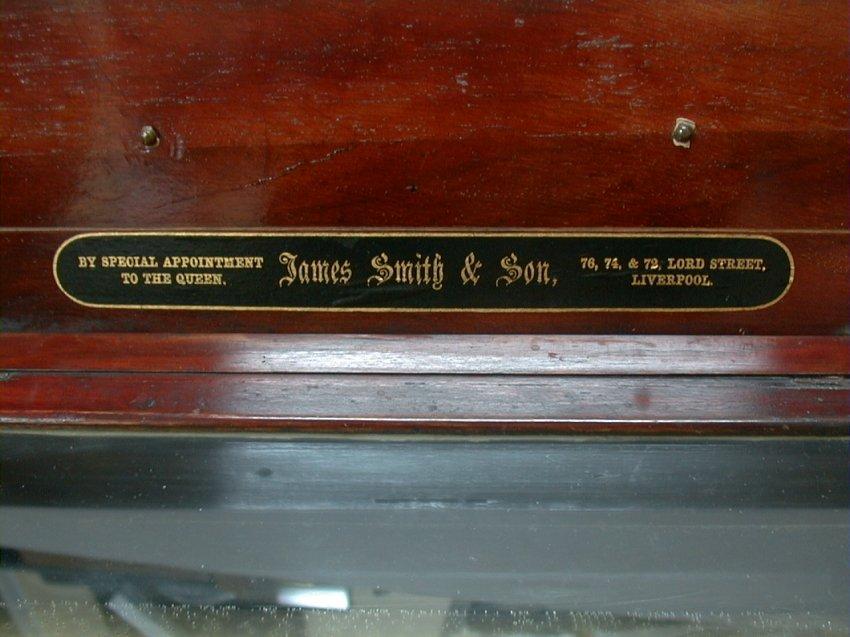 BY SPECIAL APPOINTMENT
TO THE QUEEN.
James Smith & Son,
76, 74, & 72, LORD STREET,
LIVERPOOL.